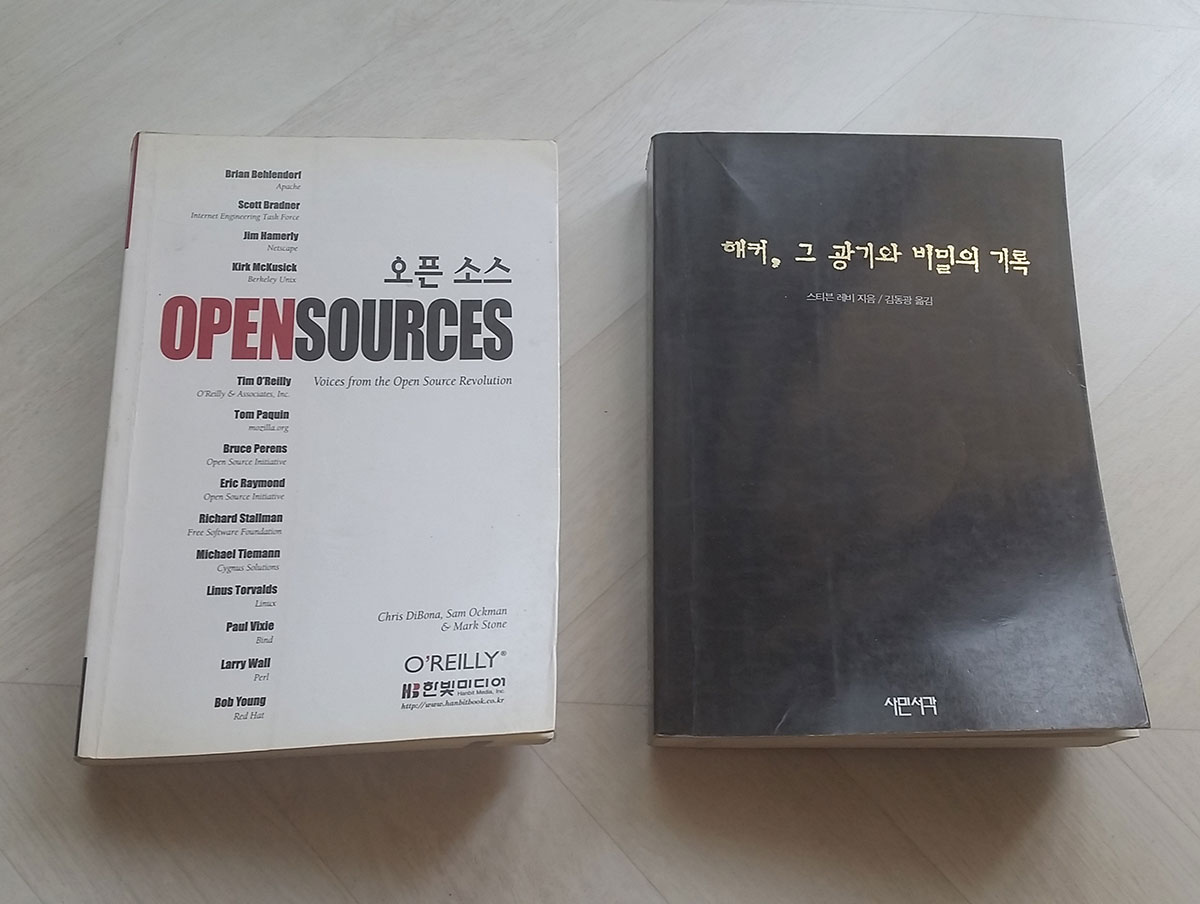 Brian Behlendorf
Apache
Scott Bradner
Internet Engineering Task Force
Jim Hamerly
Netscape
Kirk McKusick
Berkeley Unix
오픈 소스
OPENSOURCES
Voices from the Open Source Revolution
Tim O'Reilly
O'Reilly & Associates, Inc.
Tom Paquin
mozilla.org
Bruce Perens
Open Source Initiative
Eric Raymond
Open Source Initiative
Richard Stallman
Free Software Foundation
Michael Tiemann
Cygnus Solutions
Linus Torvalds
Linux
Paul Vixie
Bind
Larry Wall
Perl
Bob Young
Red Hat
Chris DiBona, Sam Ockman
& Mark Stone
O'REILLY®
HB 한빛미디어
Hanbit Media, Inc.
http://www.hanbitbook.co.kr
해커, 그 광기와 비밀의 기록
스티븐 레비 지음 / 김동광 옮김
사민서각